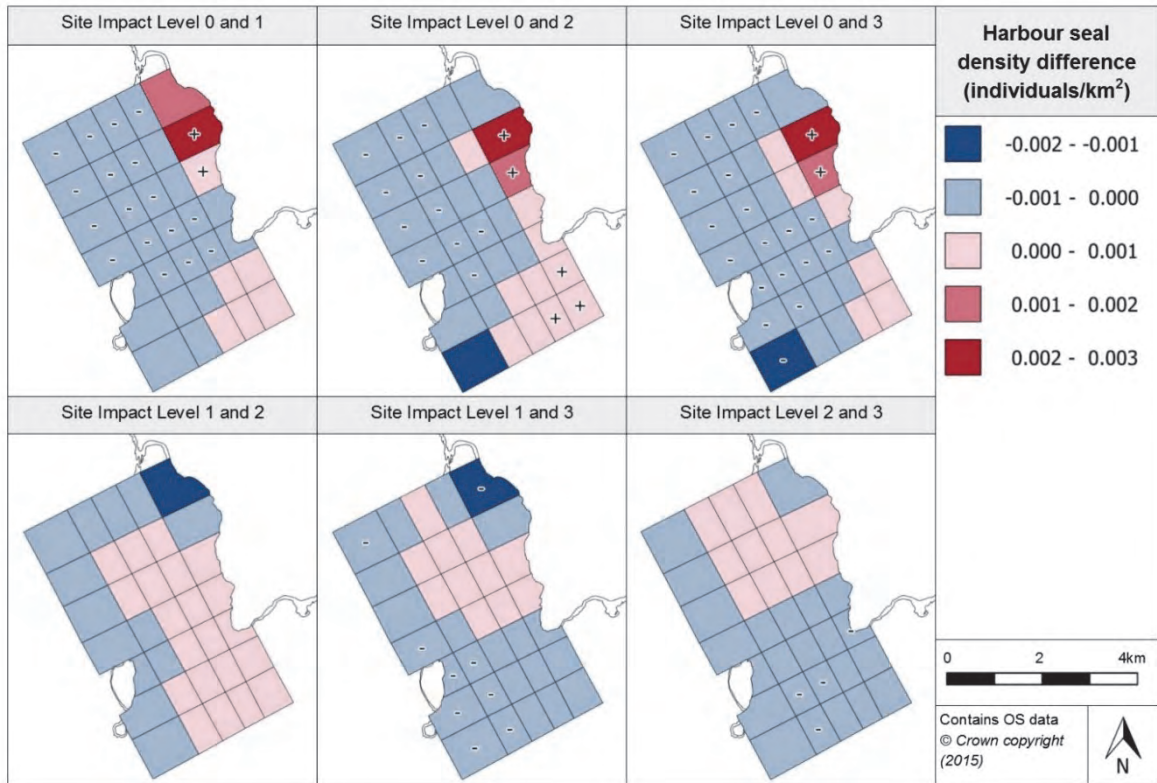 Site Impact Level 0 and 1
Site Impact Level 0 and 2
Site Impact Level 0 and 3
Site Impact Level 1 and 2
Site Impact Level 1 and 3
Site Impact Level 2 and 3
Harbour seal
density difference
(individuals/km²)
-0.002 - -0.001
-0.001 - 0.000
0.000 - 0.001
0.001 - 0.002
0.002 - 0.003
0 2 4km
Contains OS data
© Crown copyright
(2015)
N